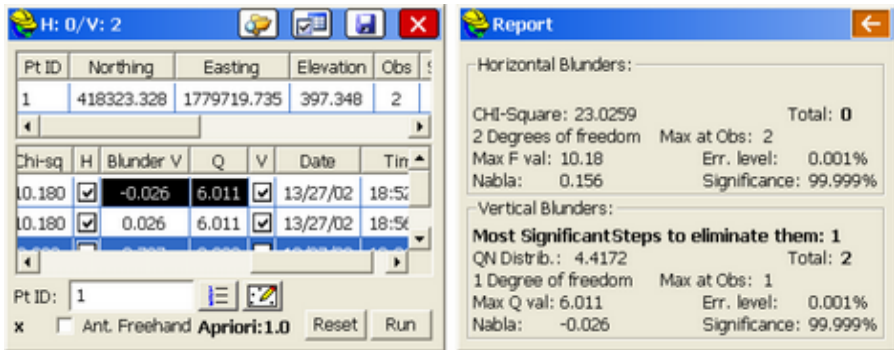 H: 0/V: 2
Pt ID Northing Easting Elevation Obs
1 418323.328 1779719.735 397.348 2
Chi-sq H Blunder V Q V Date Tin
10.180 -0.026 6.011 13/27/02 18:52
10.180 0.026 6.011 13/27/02 18:56
Pt ID: 1
x Ant. Freehand Apriori:1.0 Reset Run
Report
Horizontal Blunders:
CHI-Square: 23.0259 Total: 0
2 Degrees of freedom Max at Obs: 2
Max F val: 10.18 Err. level: 0.001%
Nabla: 0.156 Significance: 99.999%
Vertical Blunders:
Most SignificantSteps to eliminate them: 1
QN Distrib.: 4.4172 Total: 2
1 Degree of freedom Max at Obs: 1
Max Q val: 6.011 Err. level: 0.001%
Nabla: -0.026 Significance: 99.999%